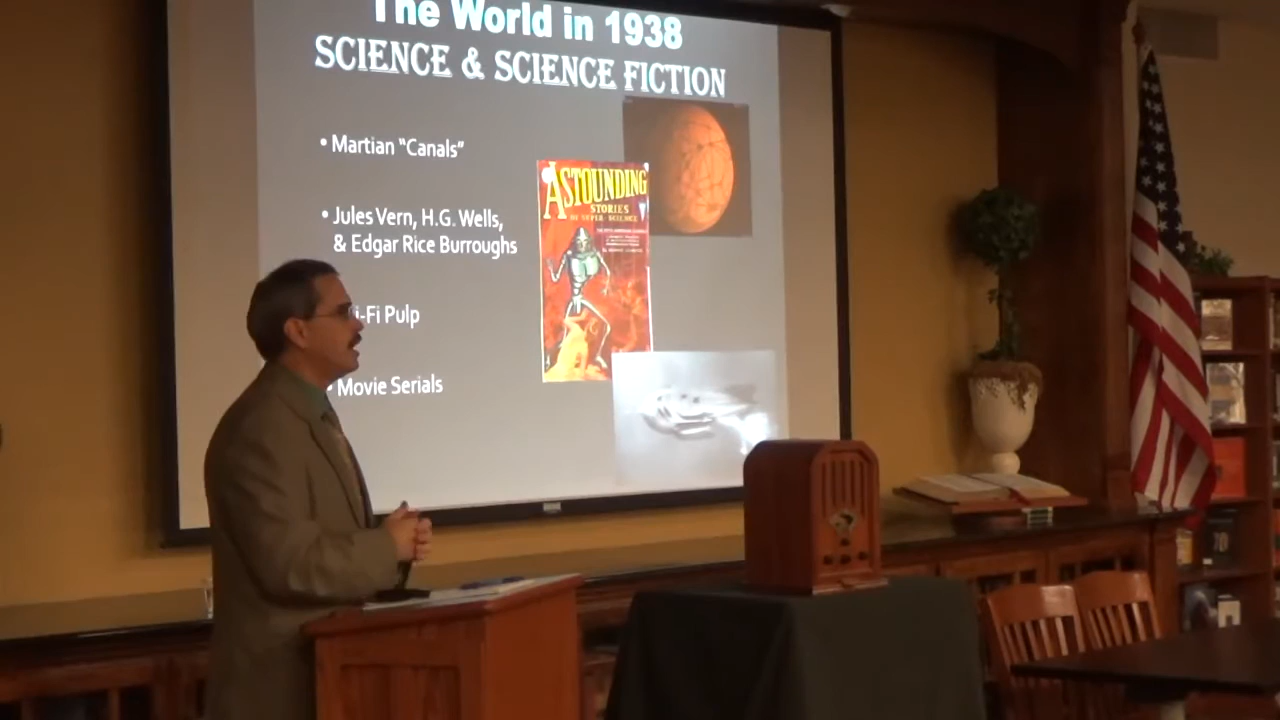 The World in 1938
SCIENCE & SCIENCE FICTION
• Martian "Canals"
• Jules Vern, H.G. Wells,
& Edgar Rice Burroughs
i-Fi Pulp
• Movie Serials
ASTOUNDING
STORIES
OF SUPER-SCIENCE